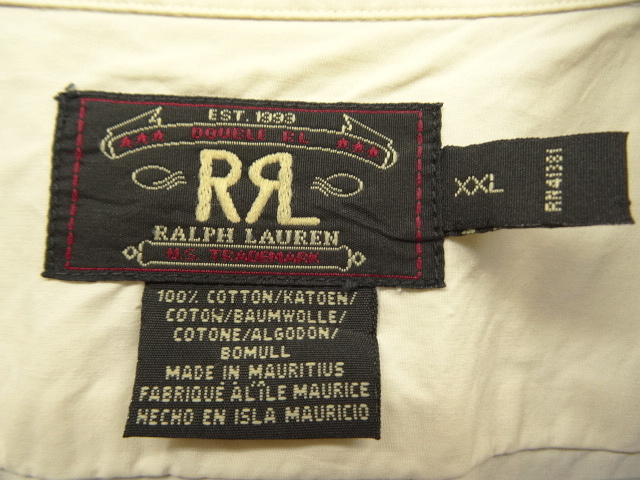 EST. 1993
DOUBLE RL
RRL
RALPH LAUREN
U.S. TRADEMARK
XXL
RN41381
100% COTTON/KATOEN/
COTON/BAUMWOLLE/
COTONE/ALGODON/
BOMULL
MADE IN MAURITIUS
FABRIQUÉ À L'ÎLE MAURICE
HECHO EN ISLA MAURICIO